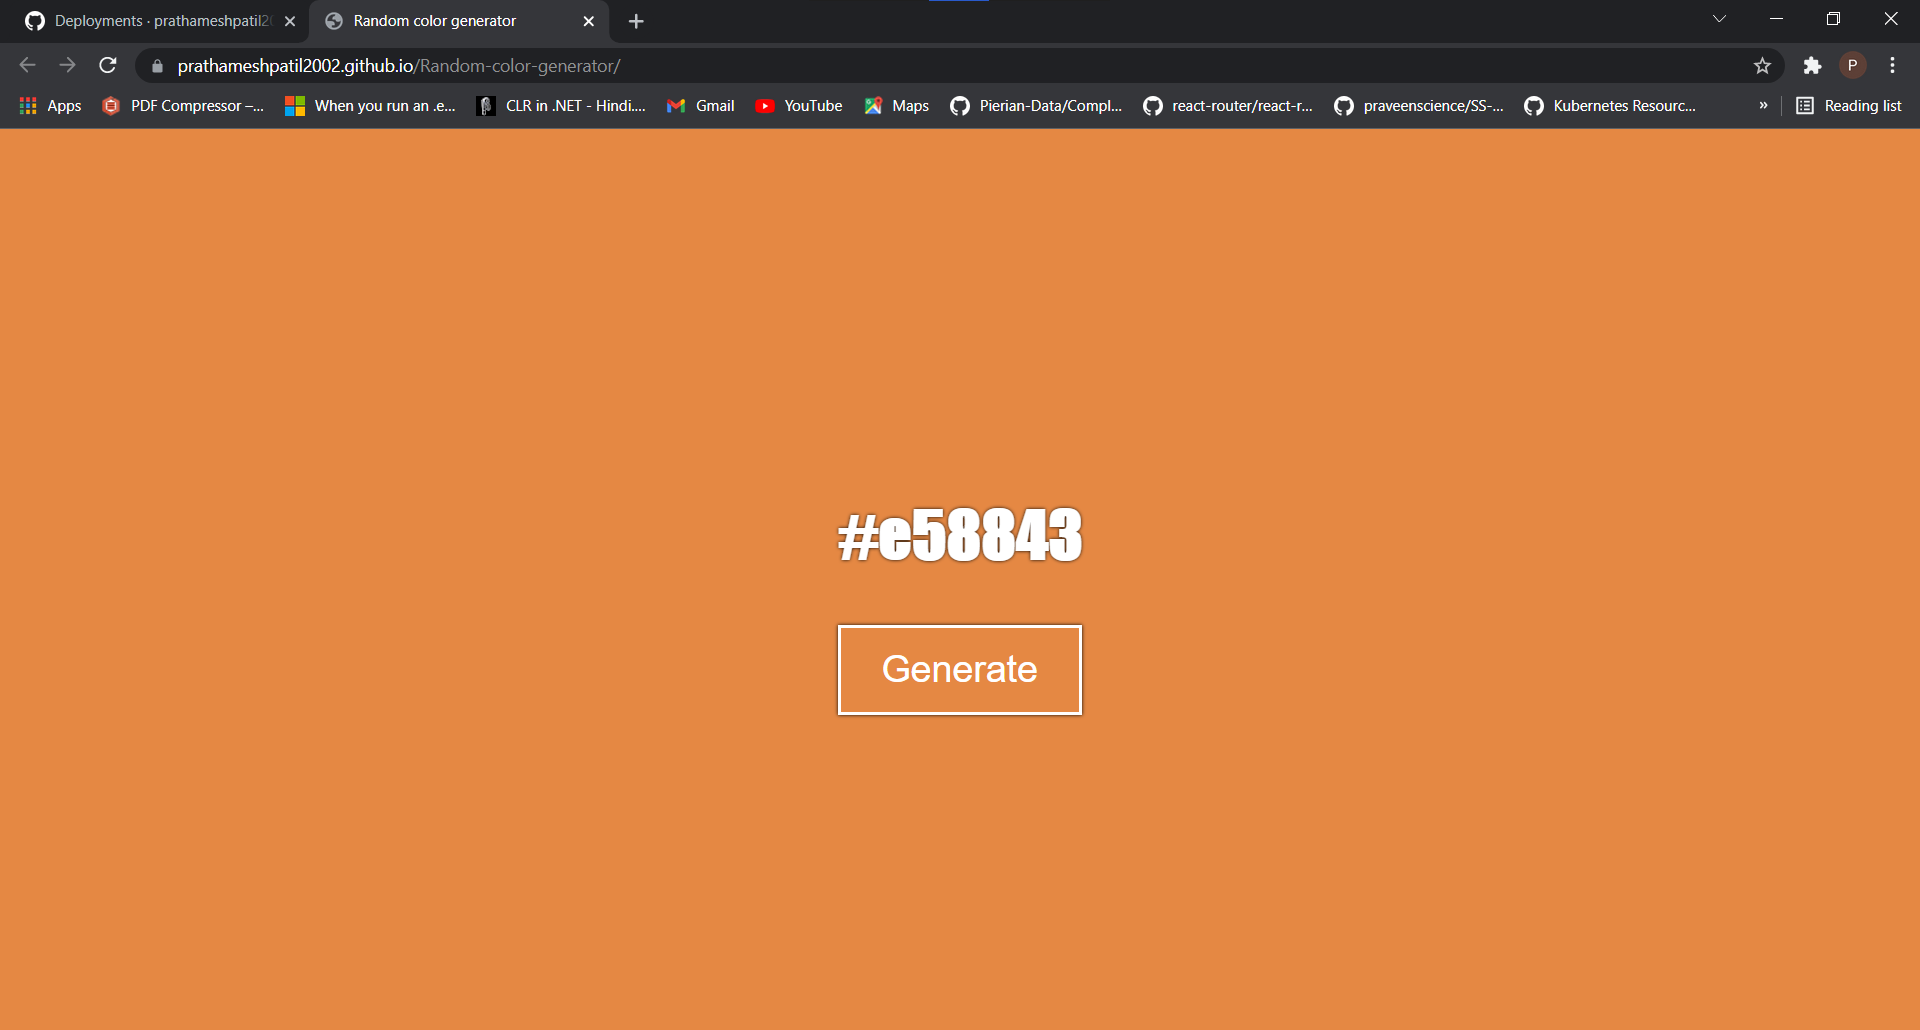 Deployments · prathameshpatil20
Random color generator
prathameshpatil2002.github.io/Random-color-generator/
P
Apps
PDF Compressor –...
When you run an .e...
CLR in .NET - Hindi....
Gmail
YouTube
Maps
Pierian-Data/Compl...
react-router/react-r...
praveenscience/SS-...
Kubernetes Resourc...
»
Reading list
#e58843
Generate